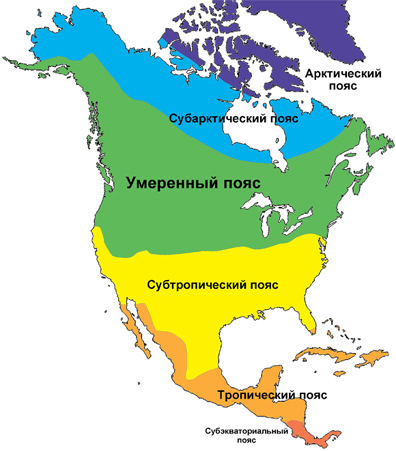 Арктический
пояс
Субарктический пояс
Умеренный пояс
Субтропический пояс
Тропический пояс
Субэкваториальный
пояс